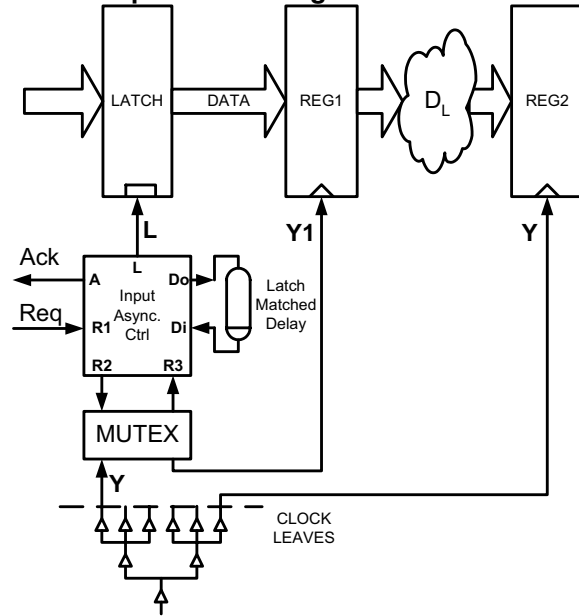 LATCH
DATA
REG1
D_L
REG2
L
Y1
Y
Ack
Req
A
L
Do
R1
Input
Async.
Ctrl
Di
R2
R3
Latch
Matched
Delay
MUTEX
Y
CLOCK
LEAVES